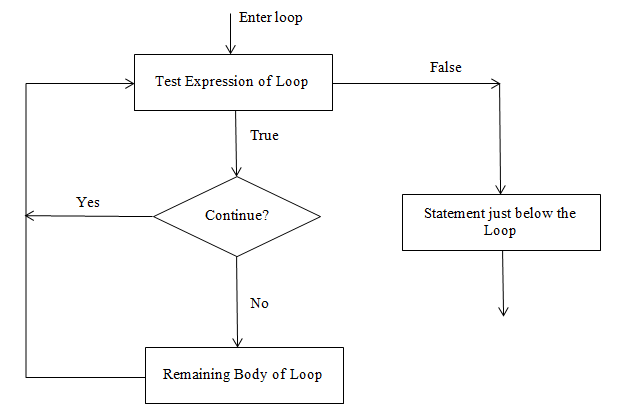 Enter loop
Test Expression of Loop
False
True
Yes
Continue?
Statement just below the
Loop
No
Remaining Body of Loop